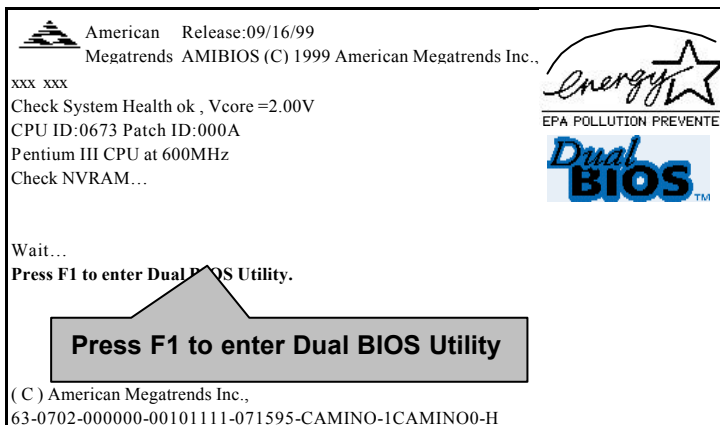 American Release:09/16/99
Megatrends AMIBIOS (C) 1999 American Megatrends Inc.,
energy
EPA POLLUTION PREVENTE
Dual
BIOS TM
xxx xxx
Check System Health ok , Vcore =2.00V
CPU ID:0673 Patch ID:000A
Pentium III CPU at 600MHz
Check NVRAM…
Wait…
Press F1 to enter Dual BIOS Utility.
Press F1 to enter Dual BIOS Utility
( C ) American Megatrends Inc.,
63-0702-000000-00101111-071595-CAMINO-1CAMINO0-H